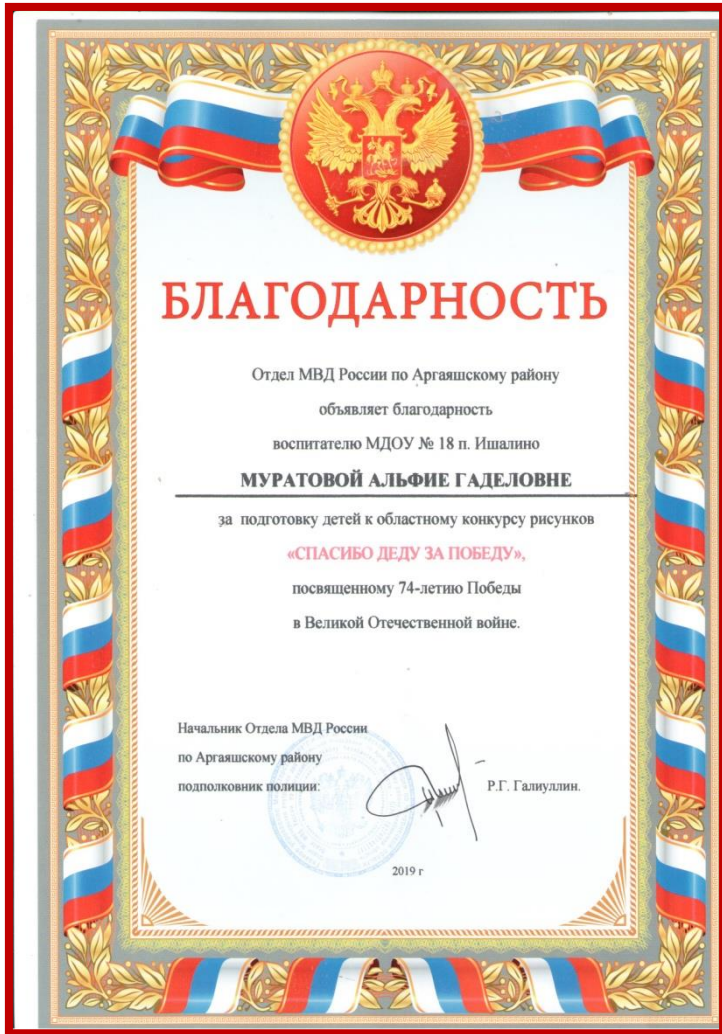 БЛАГОДАРНОСТЬ
Отдел МВД России по Аргаяшскому району
объявляет благодарность
воспитателю МДОУ № 18 п. Ишалино
МУРАТОВОЙ АЛЬФИЕ ГАДЕЛОВНЕ
за подготовку детей к областному конкурсу рисунков
«СПАСИБО ДЕДУ ЗА ПОБЕДУ»,
посвященному 74-летию Победы
в Великой Отечественной войне.
Начальник Отдела МВД России
по Аргаяшскому району
подполковник полиции: Р.Г. Галиуллин.
2019 г